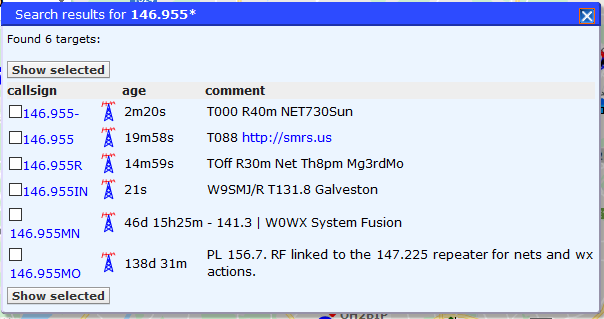 Search results for 146.955*
Found 6 targets:
Show selected
callsign age comment
146.955- 2m20s T000 R40m NET730Sun
146.955 19m58s T088 http://smrs.us
146.955R 14m59s TOff R30m Net Th8pm Mg3rdMo
146.955IN 21s W9SMJ/R T131.8 Galveston
146.955MN 46d 15h25m - 141.3 | W0WX System Fusion
146.955MO 138d 31m PL 156.7. RF linked to the 147.225 repeater for nets and wx
actions.
Show selected